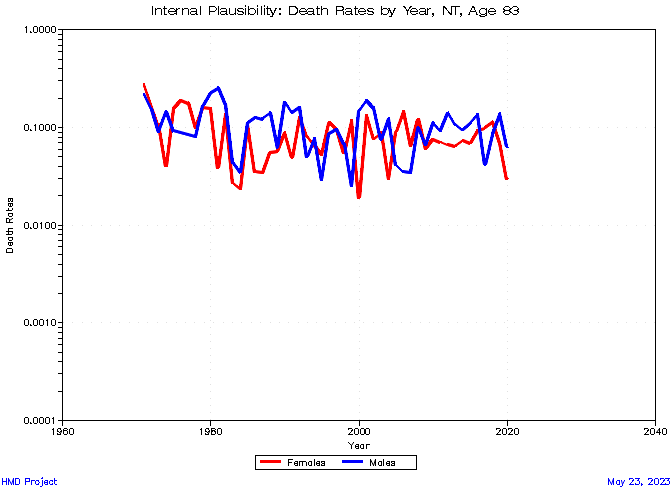 Internal Plausibility: Death Rates by Year, NT, Age 83
1.0000
0.1000
0.0100
0.0010
0.0001
Death Rates
1960 1980 2000 2020 2040
Year
Females Males
HMD Project May 23, 2023